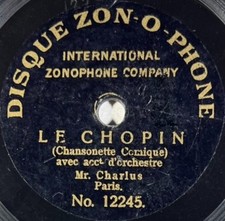 DISQUE ZON-O-PHONE
INTERNATIONAL
ZONOPHONE COMPANY
LE CHOPIN
(Chansonette Comique)
avec acct d'orchestre
Mr. Charlus
Paris.
No. 12245.